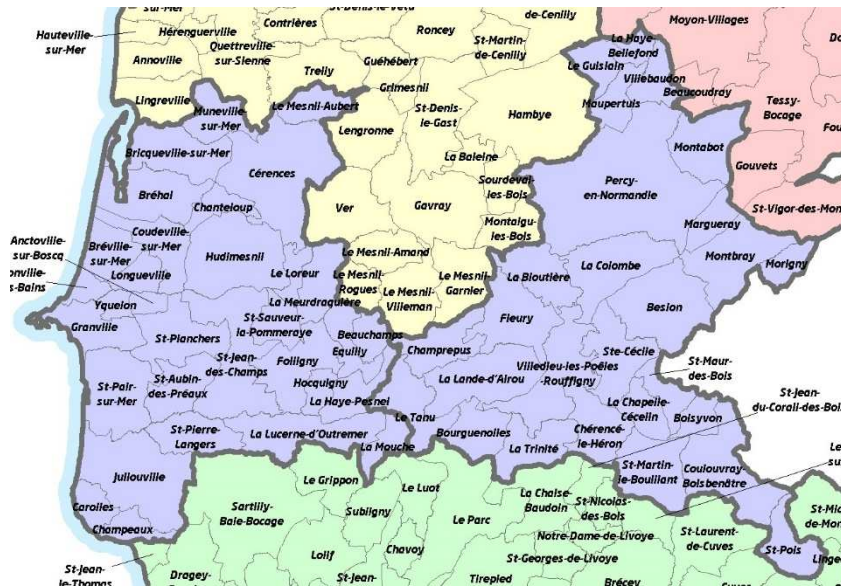 sur-Mer
St-Denis-le-Vêtu
de-Cenilly
Moyon-Villages
Hauteville-
sur-Mer
Hérenguerville
Contrières
Roncey
Quettreville-
sur-Sienne
St-Martin-
de-Cenilly
La Haye-
Bellefond
Annoville
Trelly
Guéhébert
Le Guislain
Villebaudon
Beaucoudray
Lingreville
Grimesnil
Maupertuis
Tessy-
Bocage
Muneville-
sur-Mer
Le Mesnil-Aubert
St-Denis-
le-Gast
Hambye
Lengronne
Montabot
Bricqueville-sur-Mer
La Baleine
Gouvets
Cérences
Sourdeval-
les-Bois
Percy-
en-Normandie
Bréhal
Chanteloup
Ver
Gavray
St-Vigor-des-Mon
Montaigu-
les-Bois
Margueray
Anctoville-
sur-Boscq
Coudeville-
sur-Mer
Bréville-
sur-Mer
Hudimesnil
Le Mesnil-Amand
Montbray
Morigny
onville-
s-Bains
Longueville
Le Loreur
Le Mesnil-
Rogues
Le Mesnil-
Garnier
La Bloutière
La Colombe
Yquelon
La Meurdraquière
Le Mesnil-
Villeman
Beslon
Granville
St-Sauveur-
la-Pommeraye
Fleury
St-Planchers
Beauchamps
Equilly
Champrepus
Ste-Cécile
St-Maur-
des-Bois
St-Jean-
des-Champs
Folligny
Villedieu-les-Poêles
-Rouffigny
St-Pair-
sur-Mer
St-Aubin-
des-Préaux
Hocquigny
La Lande-d'Airou
St-Jean-
du-Corail-des-Bois
La Haye-Pesnel
La Chapelle-
Cécelin
Boisyvon
St-Pierre-
Langers
La Lucerne-d'Outremer
Le Tanu
Bourguenolles
Chérencé-
le-Héron
La Mouche
La Trinité
Jullouville
St-Martin-
le-Bouillant
Coulouvray-
Boisbenâtre
Le Grippon
Le Luot
Carolles
Sartilly-
Baie-Bocage
Subligny
La Chaise-
Baudoin
St-Nicolas-
des-Bois
Champeaux
Le Parc
Notre-Dame-de-Livoye
St-Laurent-
de-Cuves
Lolif
Chavoy
St-Georges-de-Livoye
St-Pois
St-Jean-
le-Thomas
Dragey-
St-Jean-
Tirepied
Brécey